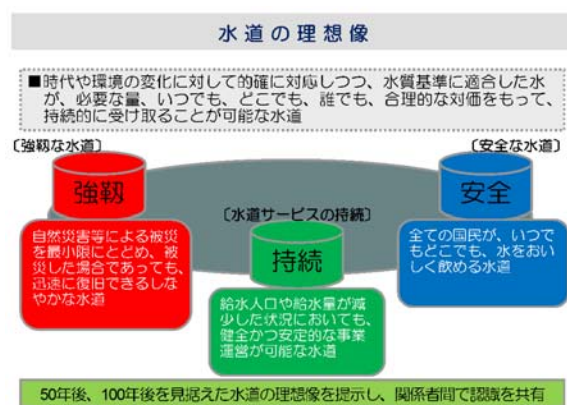 水道の理想像
■時代や環境の変化に対して的確に対応しつつ、水質基準に適合した水
が、必要な量、いつでも、どこでも、誰でも、合理的な対価をもって、
持続的に受け取ることが可能な水道
〔強靭な水道〕
〔安全な水道〕
強靭
安全
〔水道サービスの持続〕
持続
自然災害等による被災
を最小限にとどめ、被
災した場合であっても、
迅速に復旧できるしな
やかな水道
全ての国民が、いつで
もどこでも、水をおい
しく飲める水道
給水人口や給水量が減
少した状況においても、
健全かつ安定的な事業
運営が可能な水道
50年後、100年後を見据えた水道の理想像を提示し、関係者間で認識を共有